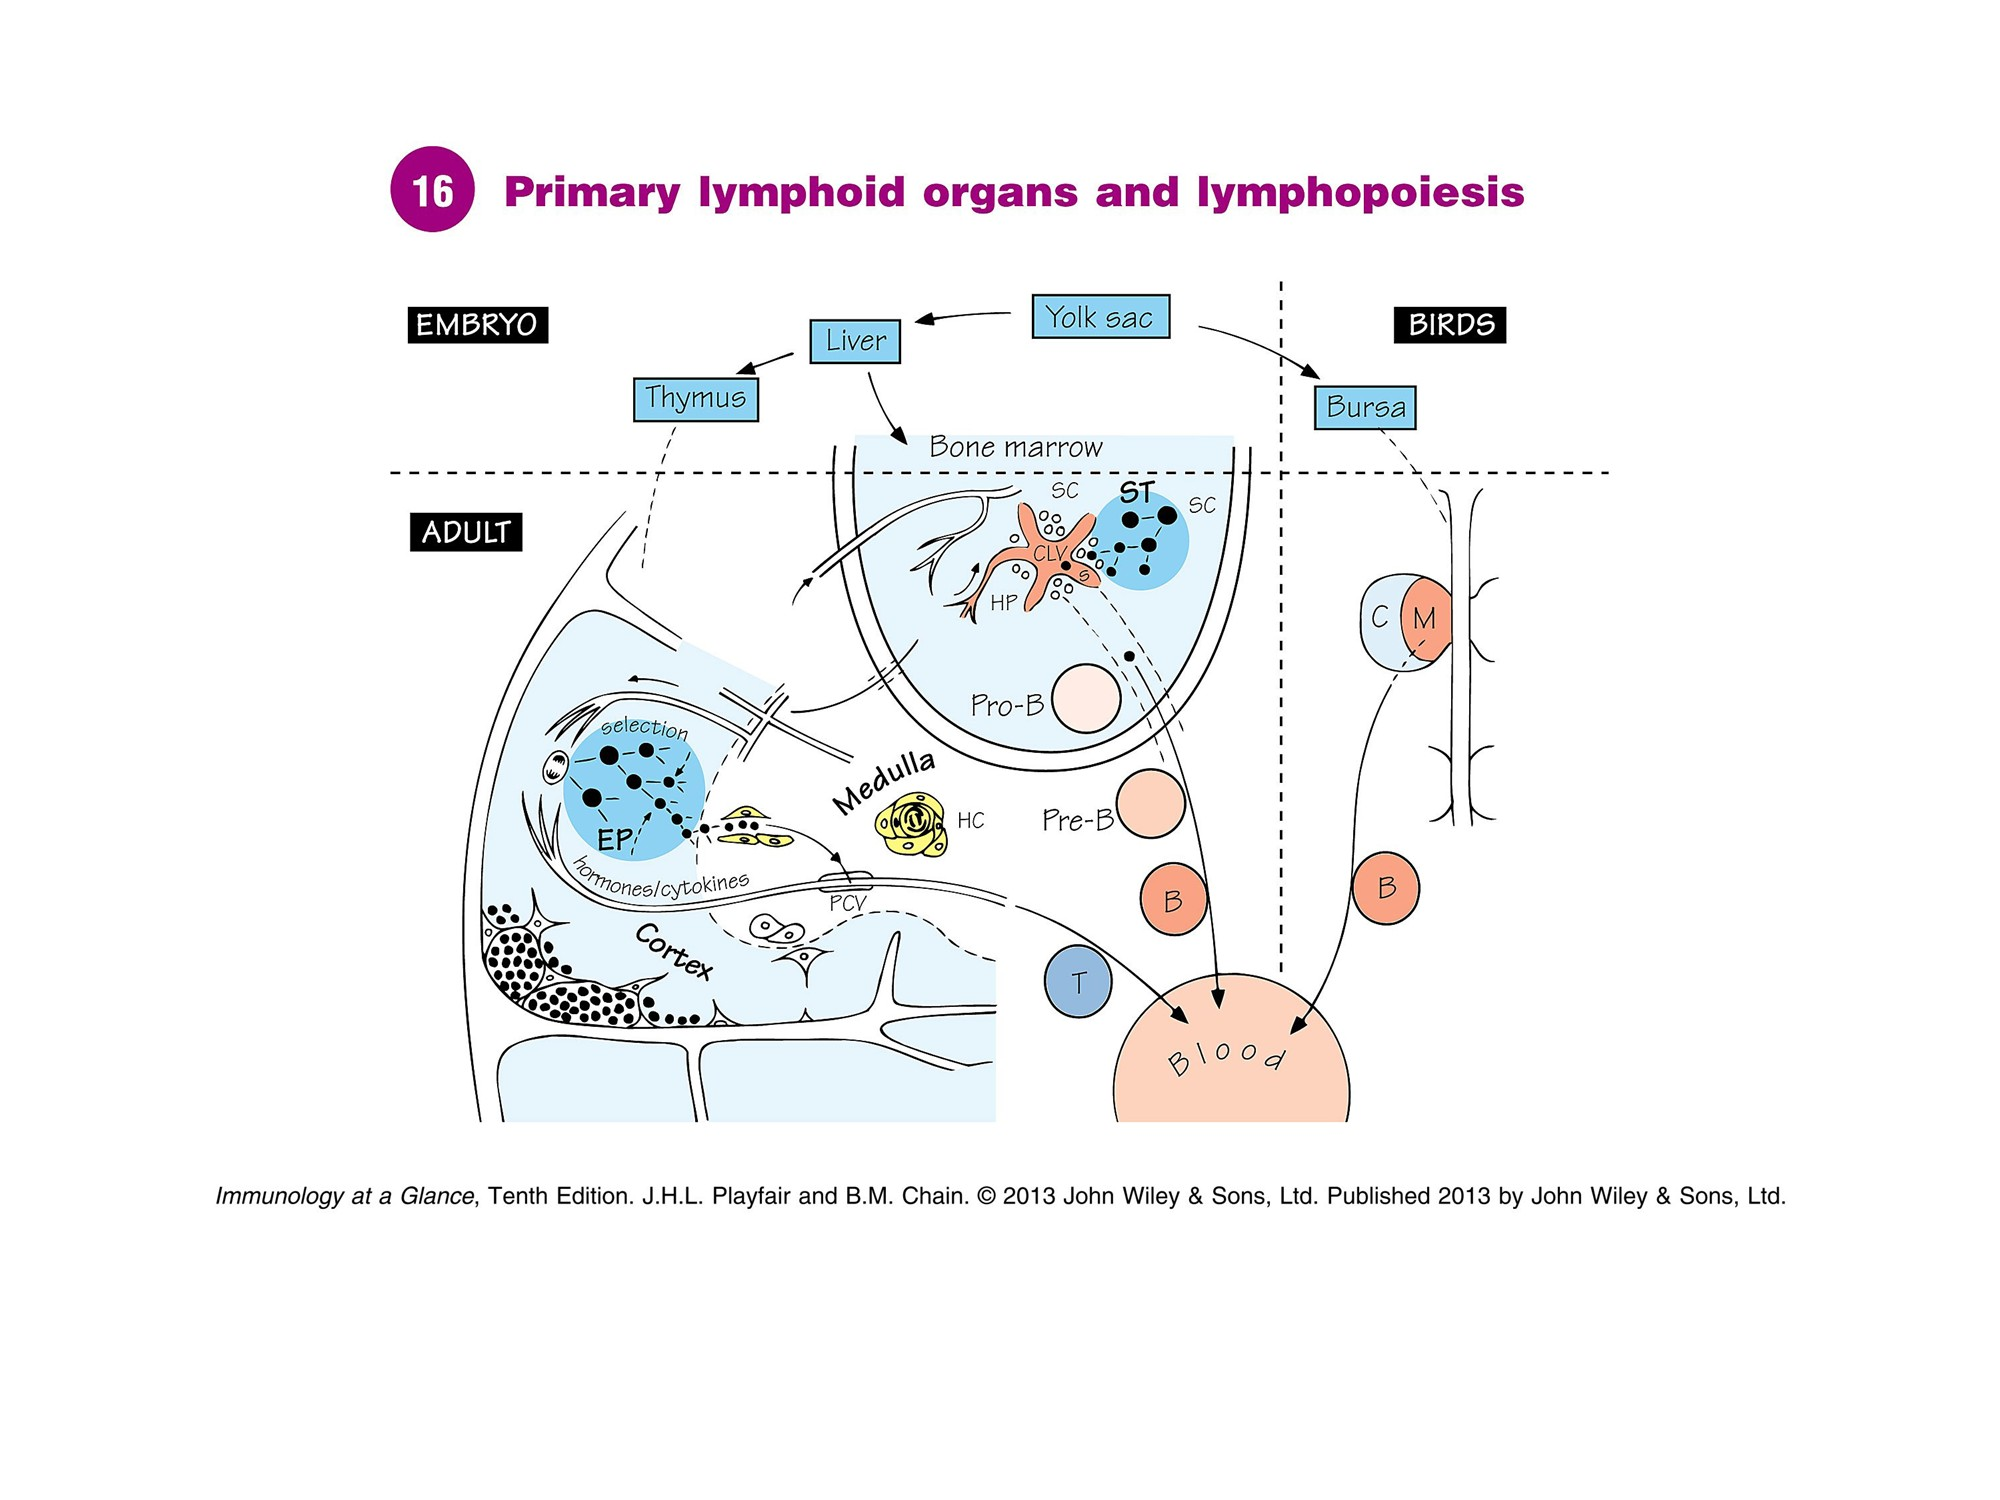 16 Primary lymphoid organs and lymphopoiesis
EMBRYO
Liver
Yolk sac
BIRDS
Thymus
Bursa
Bone marrow
ADULT
SC
ST
SC
CLV
S
HP
C
M
Pro-B
selection
Medulla
EP
HC
Pre-B
hormones/cytokines
PCV
B
B
Cortex
T
Blood
Immunology at a Glance, Tenth Edition. J.H.L. Playfair and B.M. Chain. © 2013 John Wiley & Sons, Ltd. Published 2013 by John Wiley & Sons, Ltd.